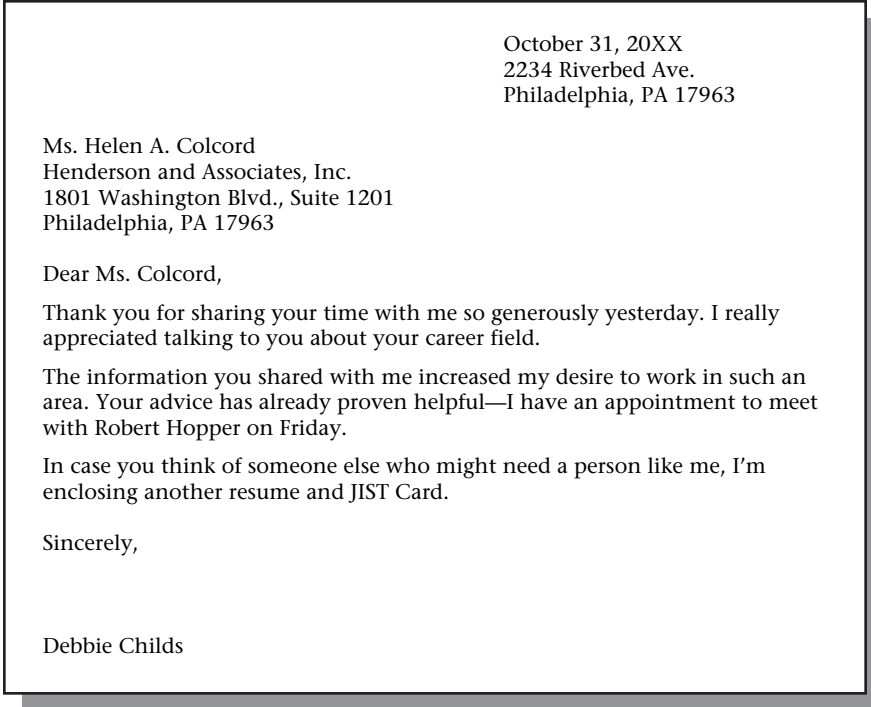 October 31, 20XX
2234 Riverbed Ave.
Philadelphia, PA 17963
Ms. Helen A. Colcord
Henderson and Associates, Inc.
1801 Washington Blvd., Suite 1201
Philadelphia, PA 17963
Dear Ms. Colcord,
Thank you for sharing your time with me so generously yesterday. I really
appreciated talking to you about your career field.
The information you shared with me increased my desire to work in such an
area. Your advice has already proven helpful—I have an appointment to meet
with Robert Hopper on Friday.
In case you think of someone else who might need a person like me, I’m
enclosing another resume and JIST Card.
Sincerely,
Debbie Childs